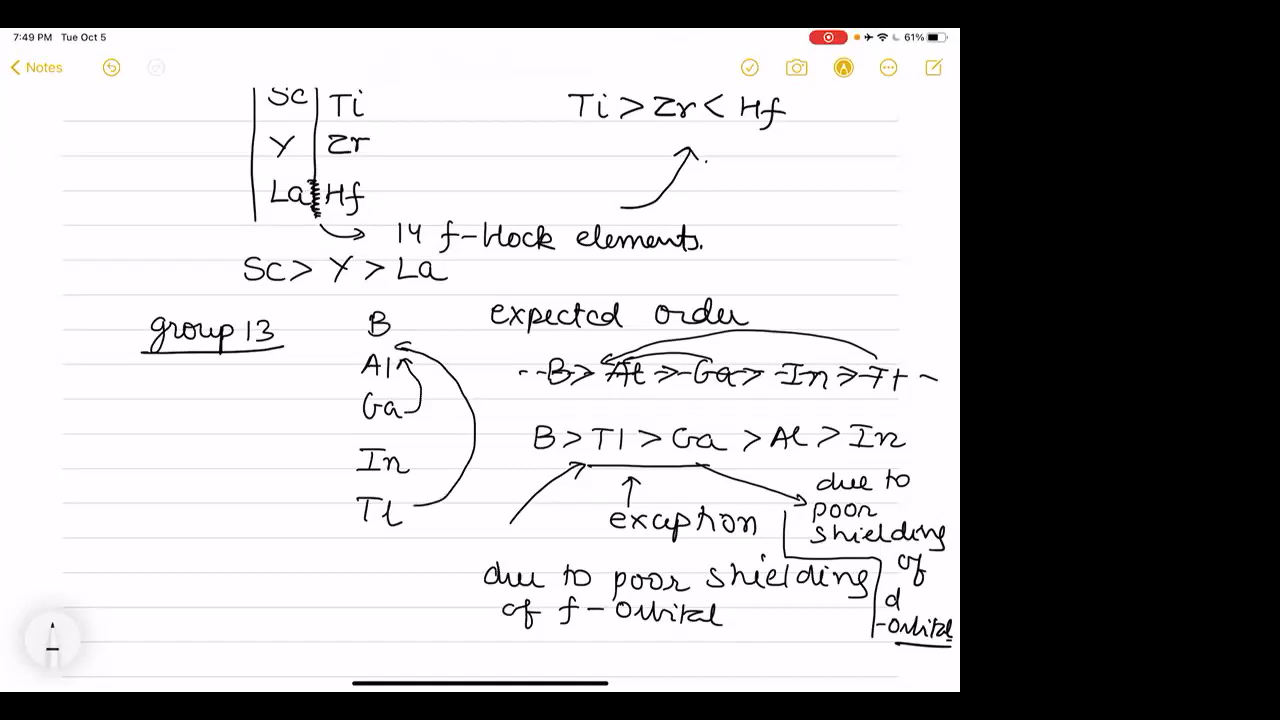 7:49 PM Tue Oct 5
61%
Notes
Sc Ti
Ti > Zr < Hf
Y Zr
La Hf
14 f-block elements.
Sc > Y > La
group 13
B
Al
Ga
In
Tl
expected order
B > Al > Ga > In > Tl
B > Tl > Ga > Al > In
exception
due to
poor
shielding
of
d
-orbital
due to poor shielding
of f-orbital